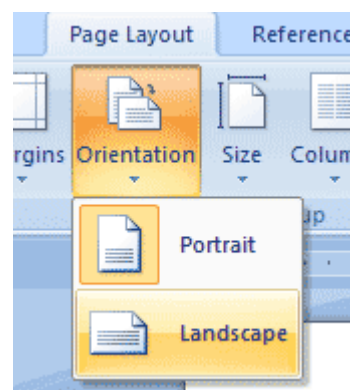 Page Layout Reference
rgins Orientation Size Colum
up
Portrait
Landscape